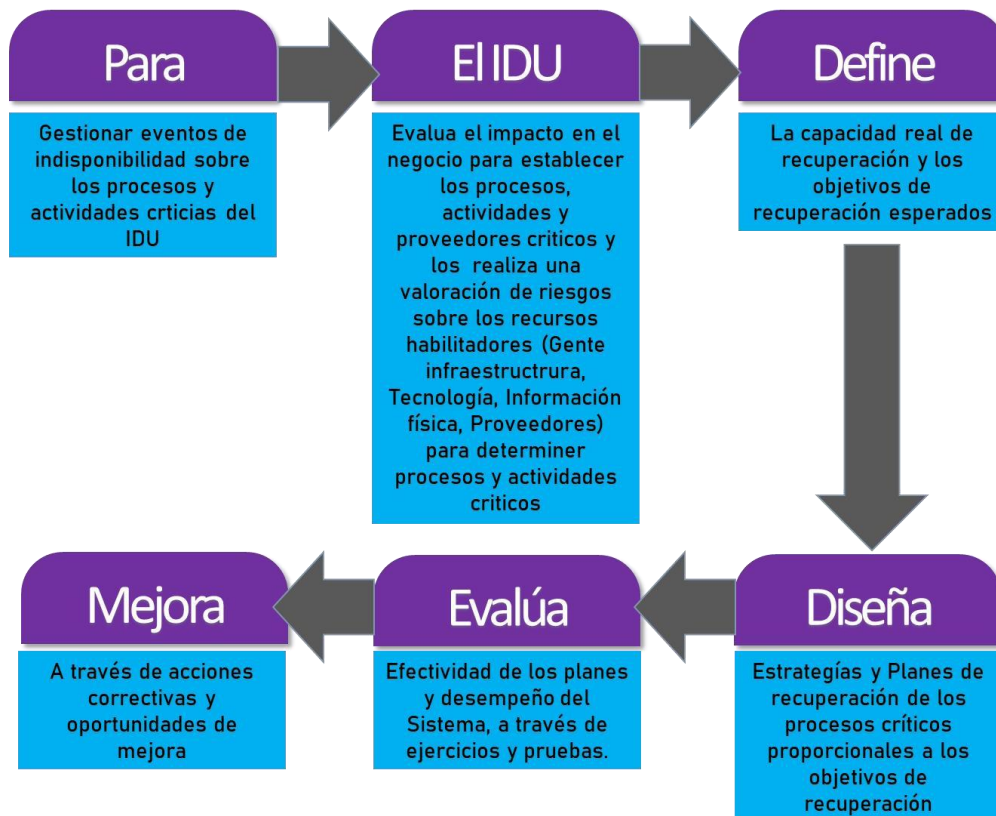 Para
Gestionar eventos de
indisponibilidad sobre
los procesos y
actividades crticias del
IDU
El IDU
Evalua el impacto en el
negocio para establecer
los procesos,
actividades y
proveedores criticos y
los realiza una
valoración de riesgos
sobre los recursos
habilitadores (Gente
infraestructrura,
Tecnología, Información
física, Proveedores)
para determiner
procesos y actividades
criticos
Define
La capacidad real de
recuperación y los
objetivos de
recuperación esperados
Diseña
Estrategías y Planes de
recuperación de los
procesos críticos
proporcionales a los
objetivos de
recuperación
Evalúa
Efectividad de los planes
y desempeño del
Sistema, a través de
ejercicios y pruebas.
Mejora
A través de acciones
correctivas y
oportunidades de
mejora